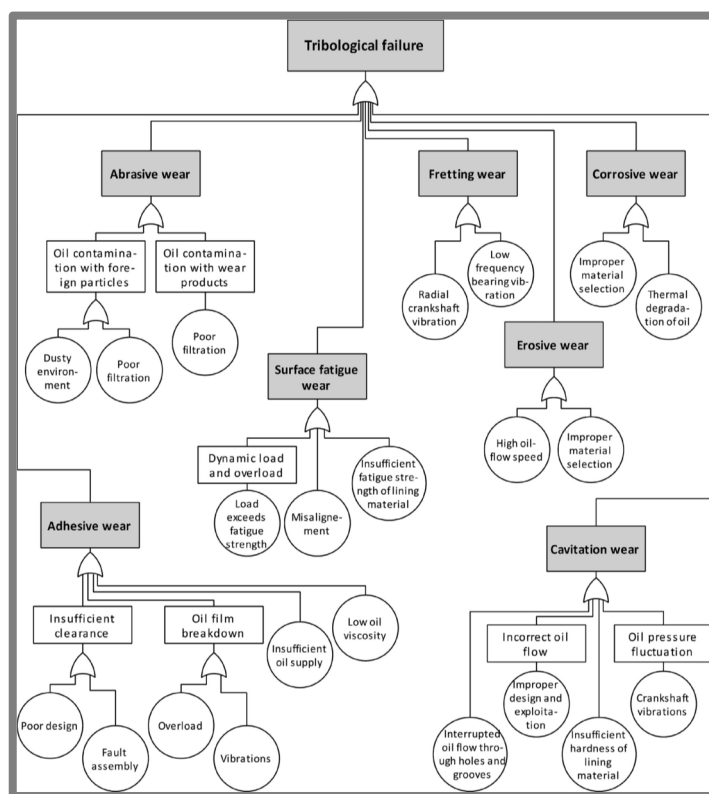 Tribological failure
Abrasive wear
Fretting wear
Corrosive wear
Oil contamina-
tion with fore-
ign particles
Oil contamina-
tion with wear
products
Radial
crankshaft
vibration
Low
frequency
bearing vib-
ration
Improper
material
selection
Thermal
degrada-
tion of oil
Dusty
environ-
ment
Poor
filtration
Poor
filtration
Surface fatigue
wear
Erosive wear
Dynamic load
and overload
Insufficient
fatigue stre-
ngth of lining
material
High oil-
flow speed
Improper
material
selection
Load
exceeds
fatigue
strength
Misaligne-
ment
Adhesive wear
Cavitation wear
Insufficient
clearance
Oil film
breakdown
Insufficient
oil supply
Low oil
viscosity
Incorrect oil
flow
Oil pressure
fluctuation
Poor design
Fault
assembly
Overload
Vibrations
Interrupted
oil flow throu-
gh holes and
grooves
Improper
design and
exploita-
tion
Insufficient
hardness of
lining
material
Crankshaft
vibrations